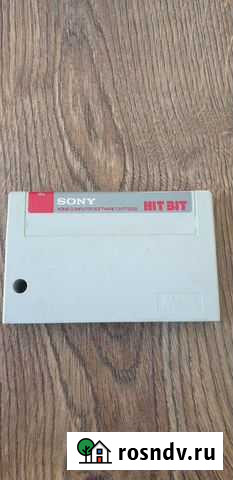 SONY
HOME COMPUTER SOFTWARE CARTRIDGE
HIT BIT
rosndv.ru